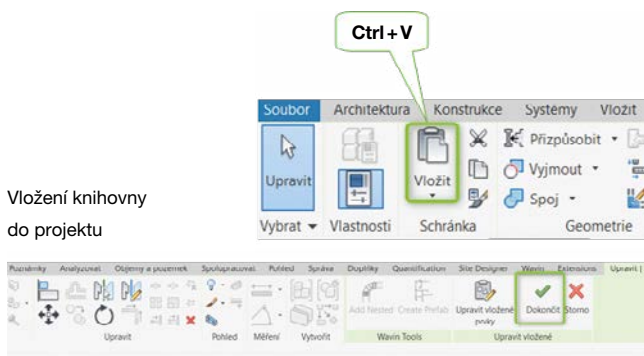 Ctrl+V
Soubor Architektura Konstrukce Systémy Vložit
Upravit
Vložit
Přizpůsobit
Vyjmout
Spoj
Vybrat Vlastnosti Schránka Geometrie
Vložení knihovny
do projektu
Poznámky Analyzovat Objemy a pozemek Spolupracovat Pohled Správa Doplňky Quantification Site Designer Wavin Extensions Upravit |
Add Nested Create Prefab Upravit vložené prvky Dokončit Storno
Upravit Pohled Měření Vytvořit Wavin Tools Upravit vložené